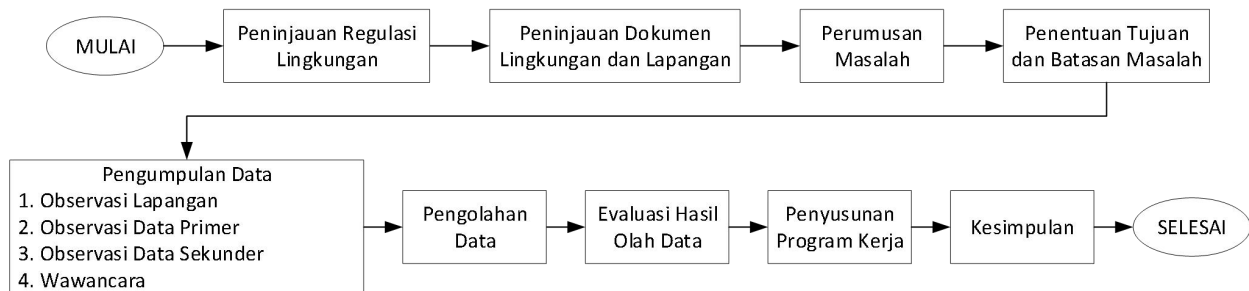 MULAI
Peninjauan Regulasi
Lingkungan
Peninjauan Dokumen
Lingkungan dan Lapangan
Perumusan
Masalah
Penentuan Tujuan
dan Batasan Masalah
Pengumpulan Data
1. Observasi Lapangan
2. Observasi Data Primer
3. Observasi Data Sekunder
4. Wawancara
Pengolahan
Data
Evaluasi Hasil
Olah Data
Penyusunan
Program Kerja
Kesimpulan
SELESAI